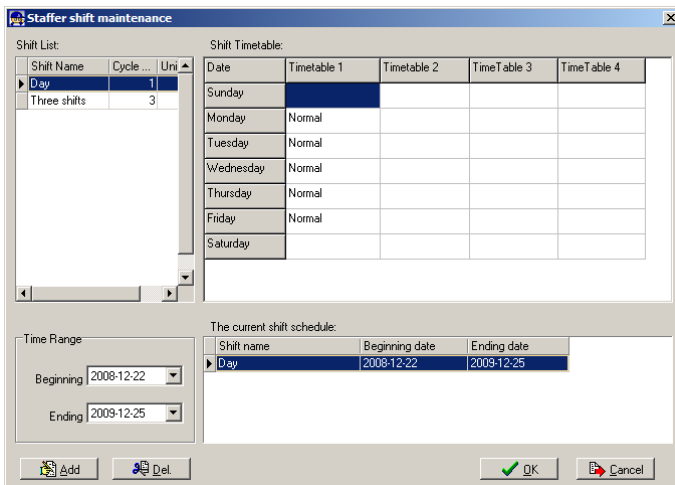 Staffer shift maintenance
Shift List:
Shift Name Cycle ... Uni
Day 1
Three shifts 3
Shift Timetable:
Date Timetable 1 Timetable 2 TimeTable 3 TimeTable 4
Sunday
Monday Normal
Tuesday Normal
Wednesday Normal
Thursday Normal
Friday Normal
Saturday
Time Range
Beginning 2008-12-22
Ending 2009-12-25
The current shift schedule:
Shift name Beginning date Ending date
Day 2008-12-22 2009-12-25
Add Del. OK Cancel